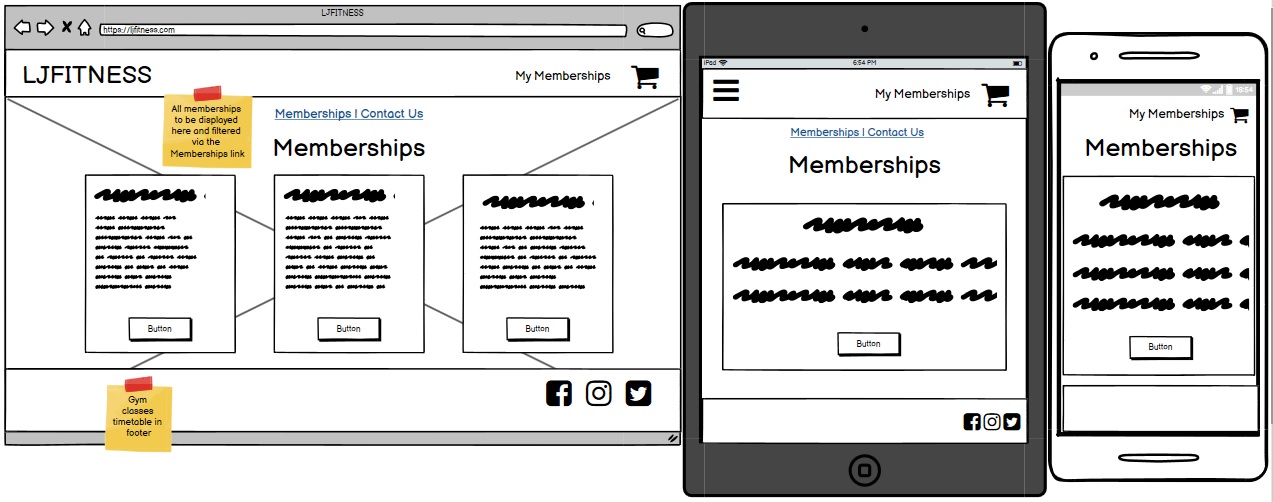 LJFITNESS
https://ljfitness.com
LJFITNESS
My Memberships
All memberships
to be displayed
here and filtered
via the
Memberships link
Memberships | Contact Us
Memberships
Button
Button
Button
Gym
classes
timetable in
footer
iPad
6:54 PM
My Memberships
Memberships | Contact Us
Memberships
Button
18:54
My Memberships
Memberships
Button